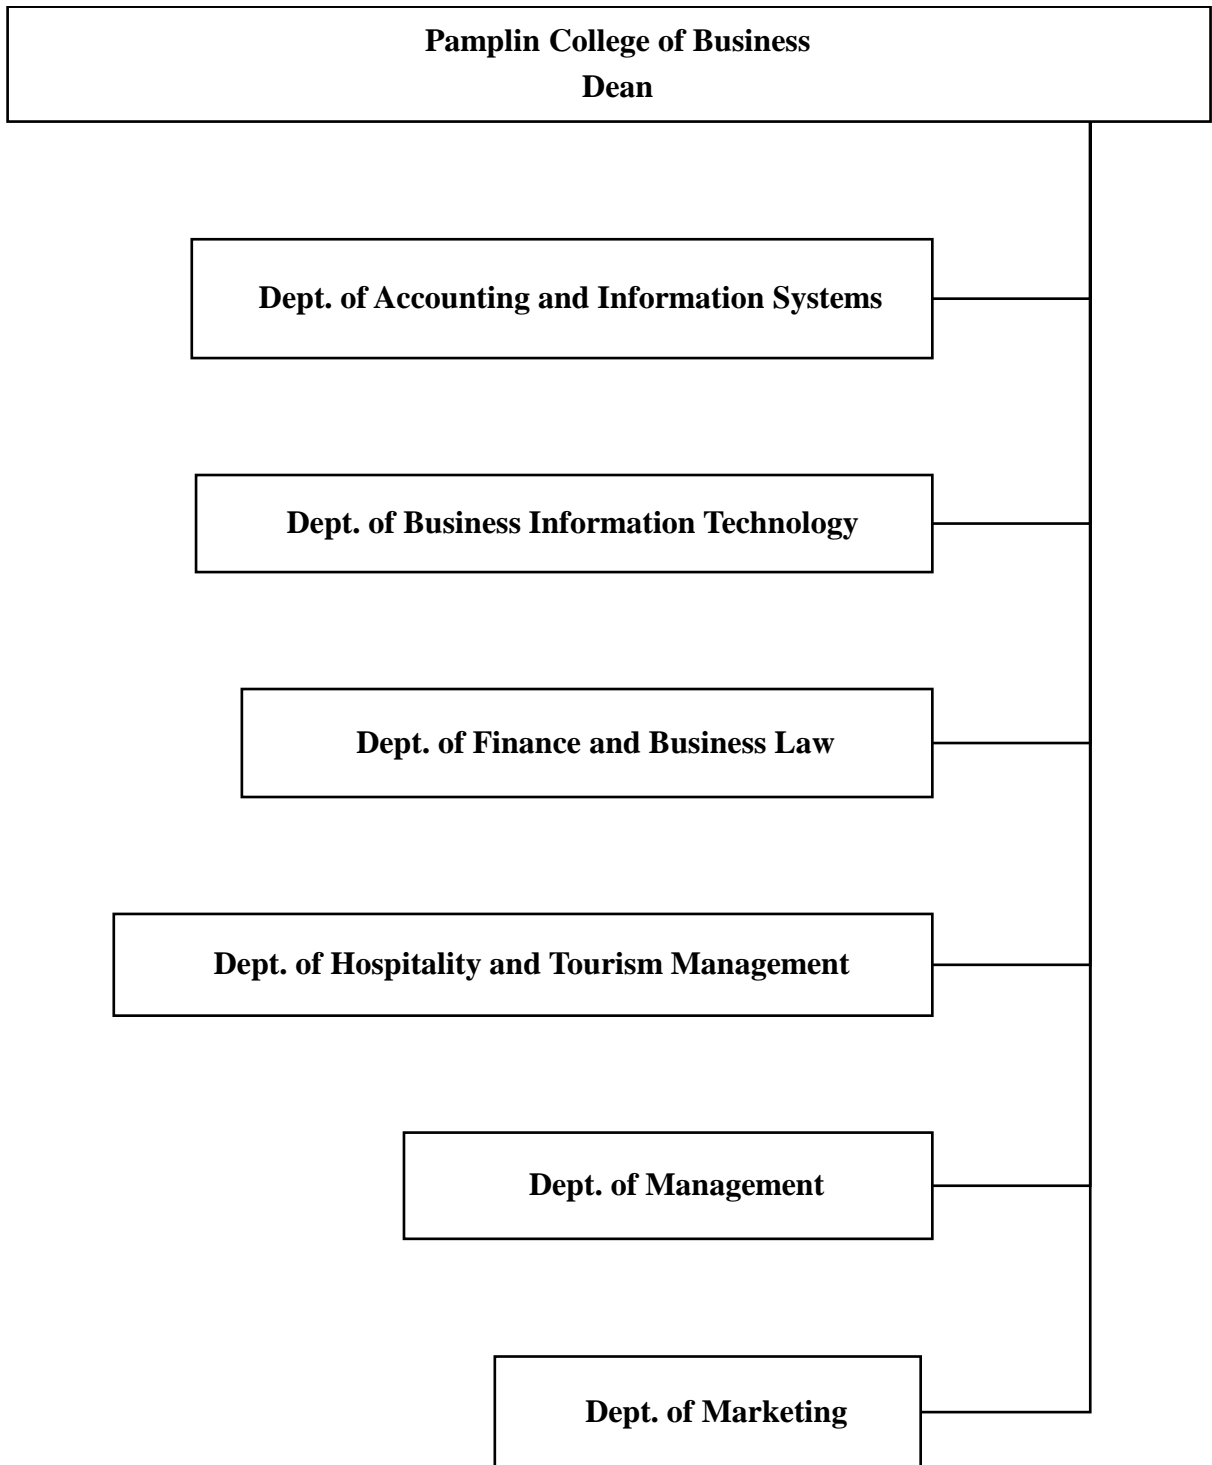 Pamplin College of Business
Dean
Dept. of Accounting and Information Systems
Dept. of Business Information Technology
Dept. of Finance and Business Law
Dept. of Hospitality and Tourism Management
Dept. of Management
Dept. of Marketing